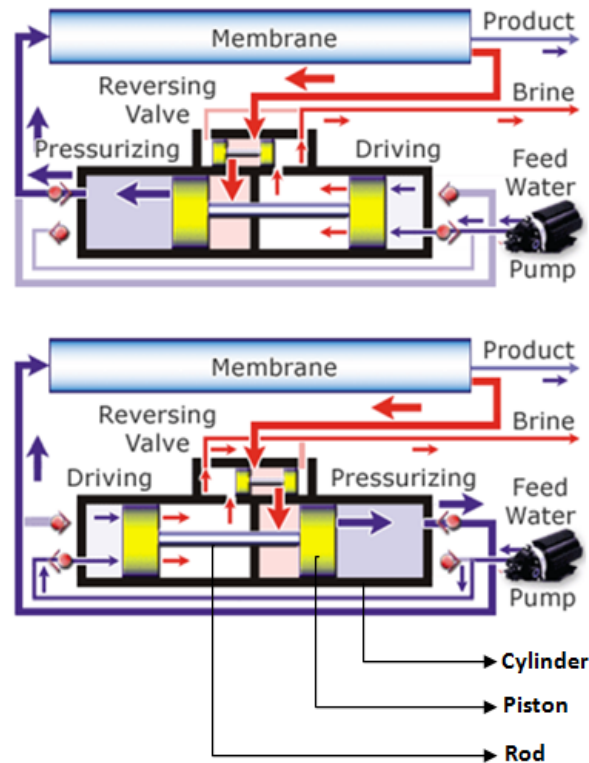 Product
Membrane
Reversing
Valve
Brine
Pressurizing
Driving
Feed
Water
Pump
Product
Membrane
Reversing
Valve
Brine
Driving
Pressurizing
Feed
Water
Pump
Cylinder
Piston
Rod